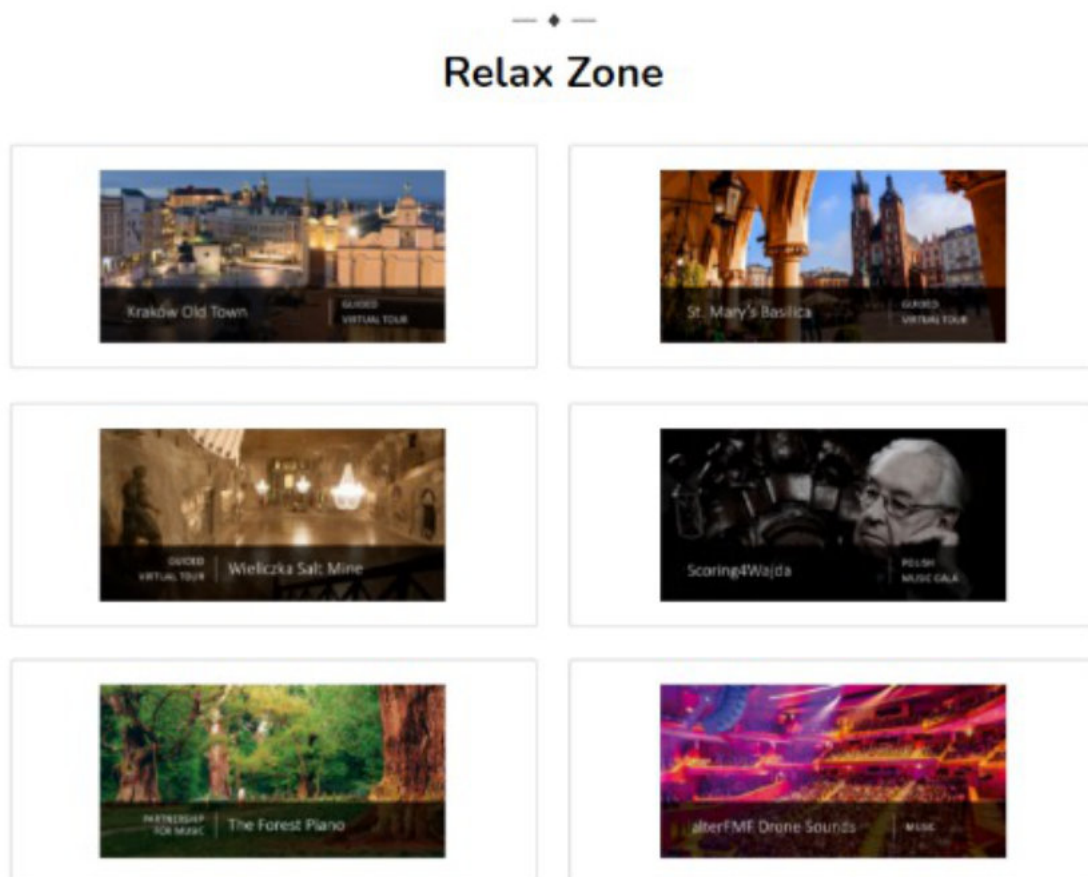 Relax Zone
Kraków Old Town
GUIDED
VIRTUAL TOUR
St. Mary's Basilica
GUIDED
VIRTUAL TOUR
GUIDED
VIRTUAL TOUR
Wieliczka Salt Mine
Scoring4Wajda
POLISH
MUSIC GALA
PARTNERSHIP
FOR MUSIC
The Forest Piano
alterFMF Drone Sounds
MUSIC